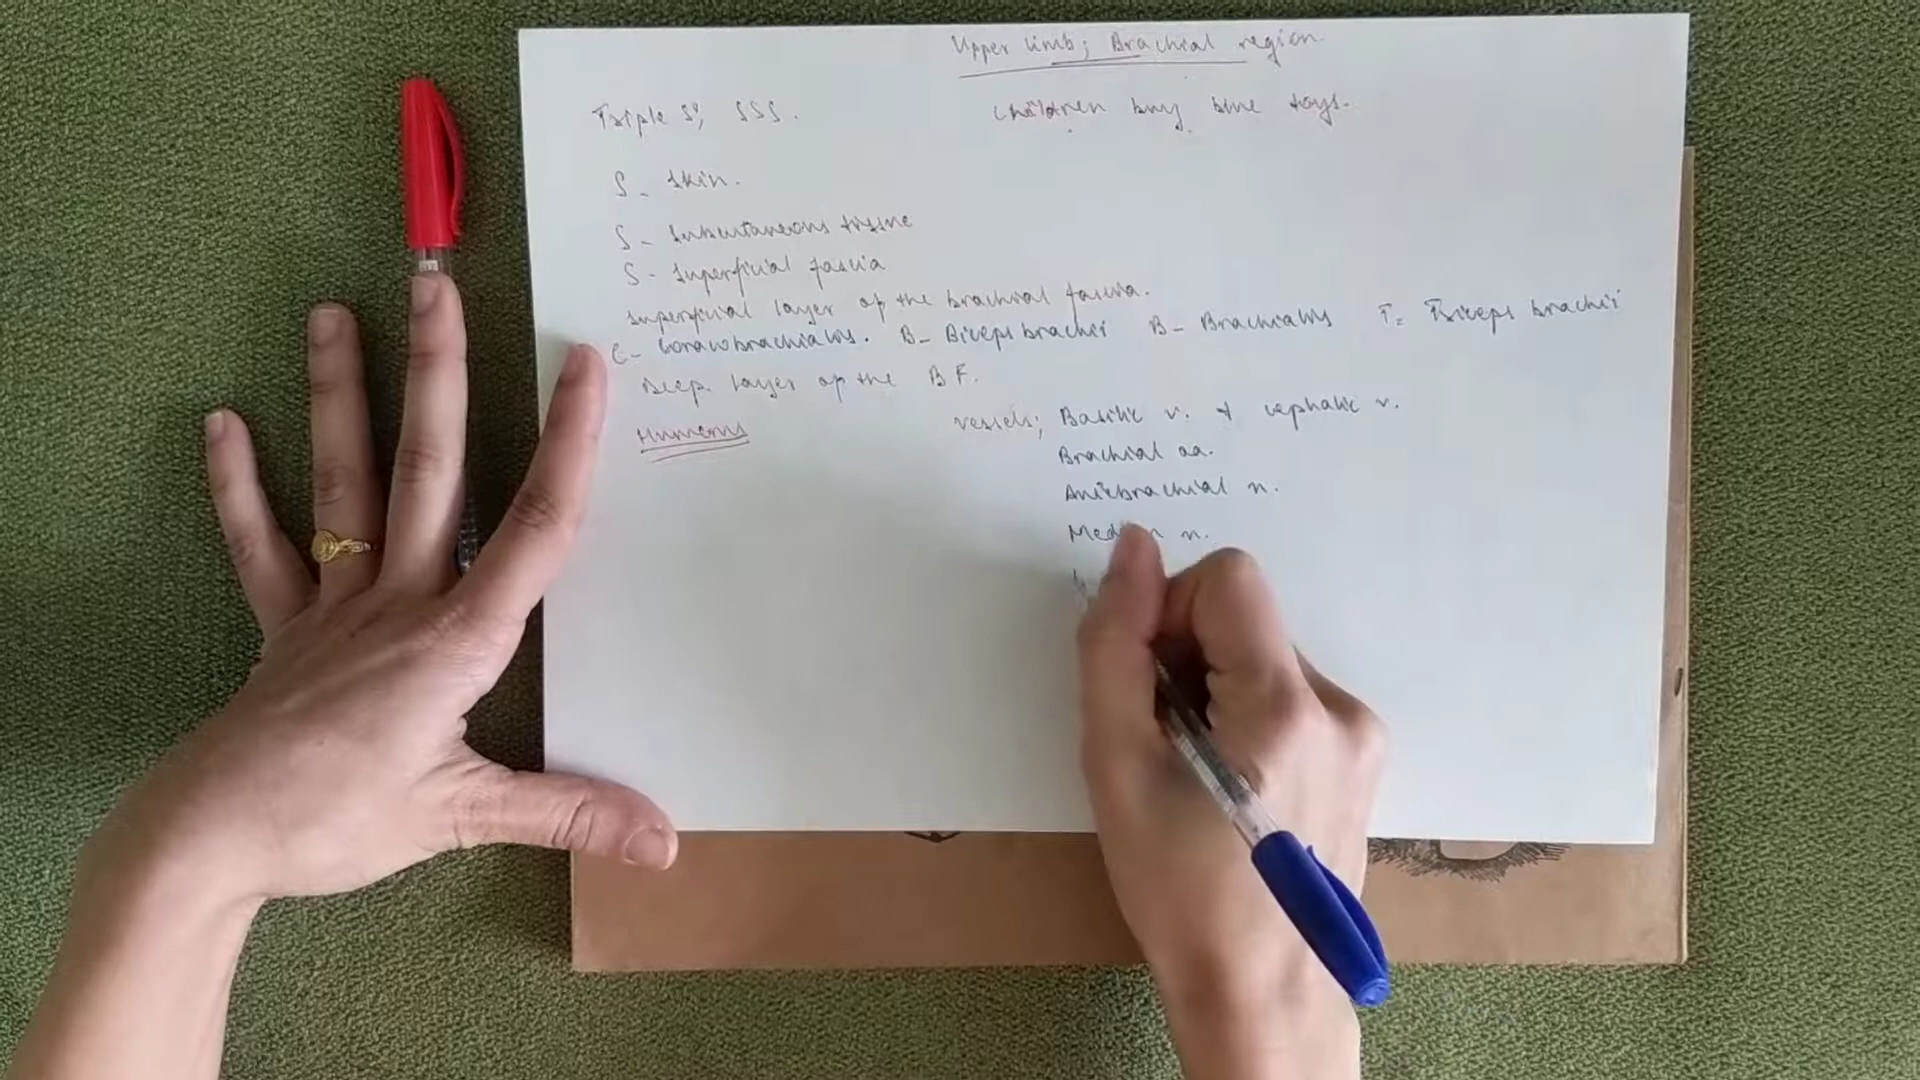 Upper limb; Brachial region.
Triple S; SSS.
Children buy blue toys.
S - Skin.
S - Subcutaneous tissue
S - Superficial fascia
Superficial layer of the brachial fascia.
C - Coracobrachialis. B - Biceps brachii B - Brachialis T = Triceps brachii
Deep layer of the BF.
Humerus
Vessels; Basilic v. & cephalic v.
Brachial aa.
Antebrachial n.
Median n.